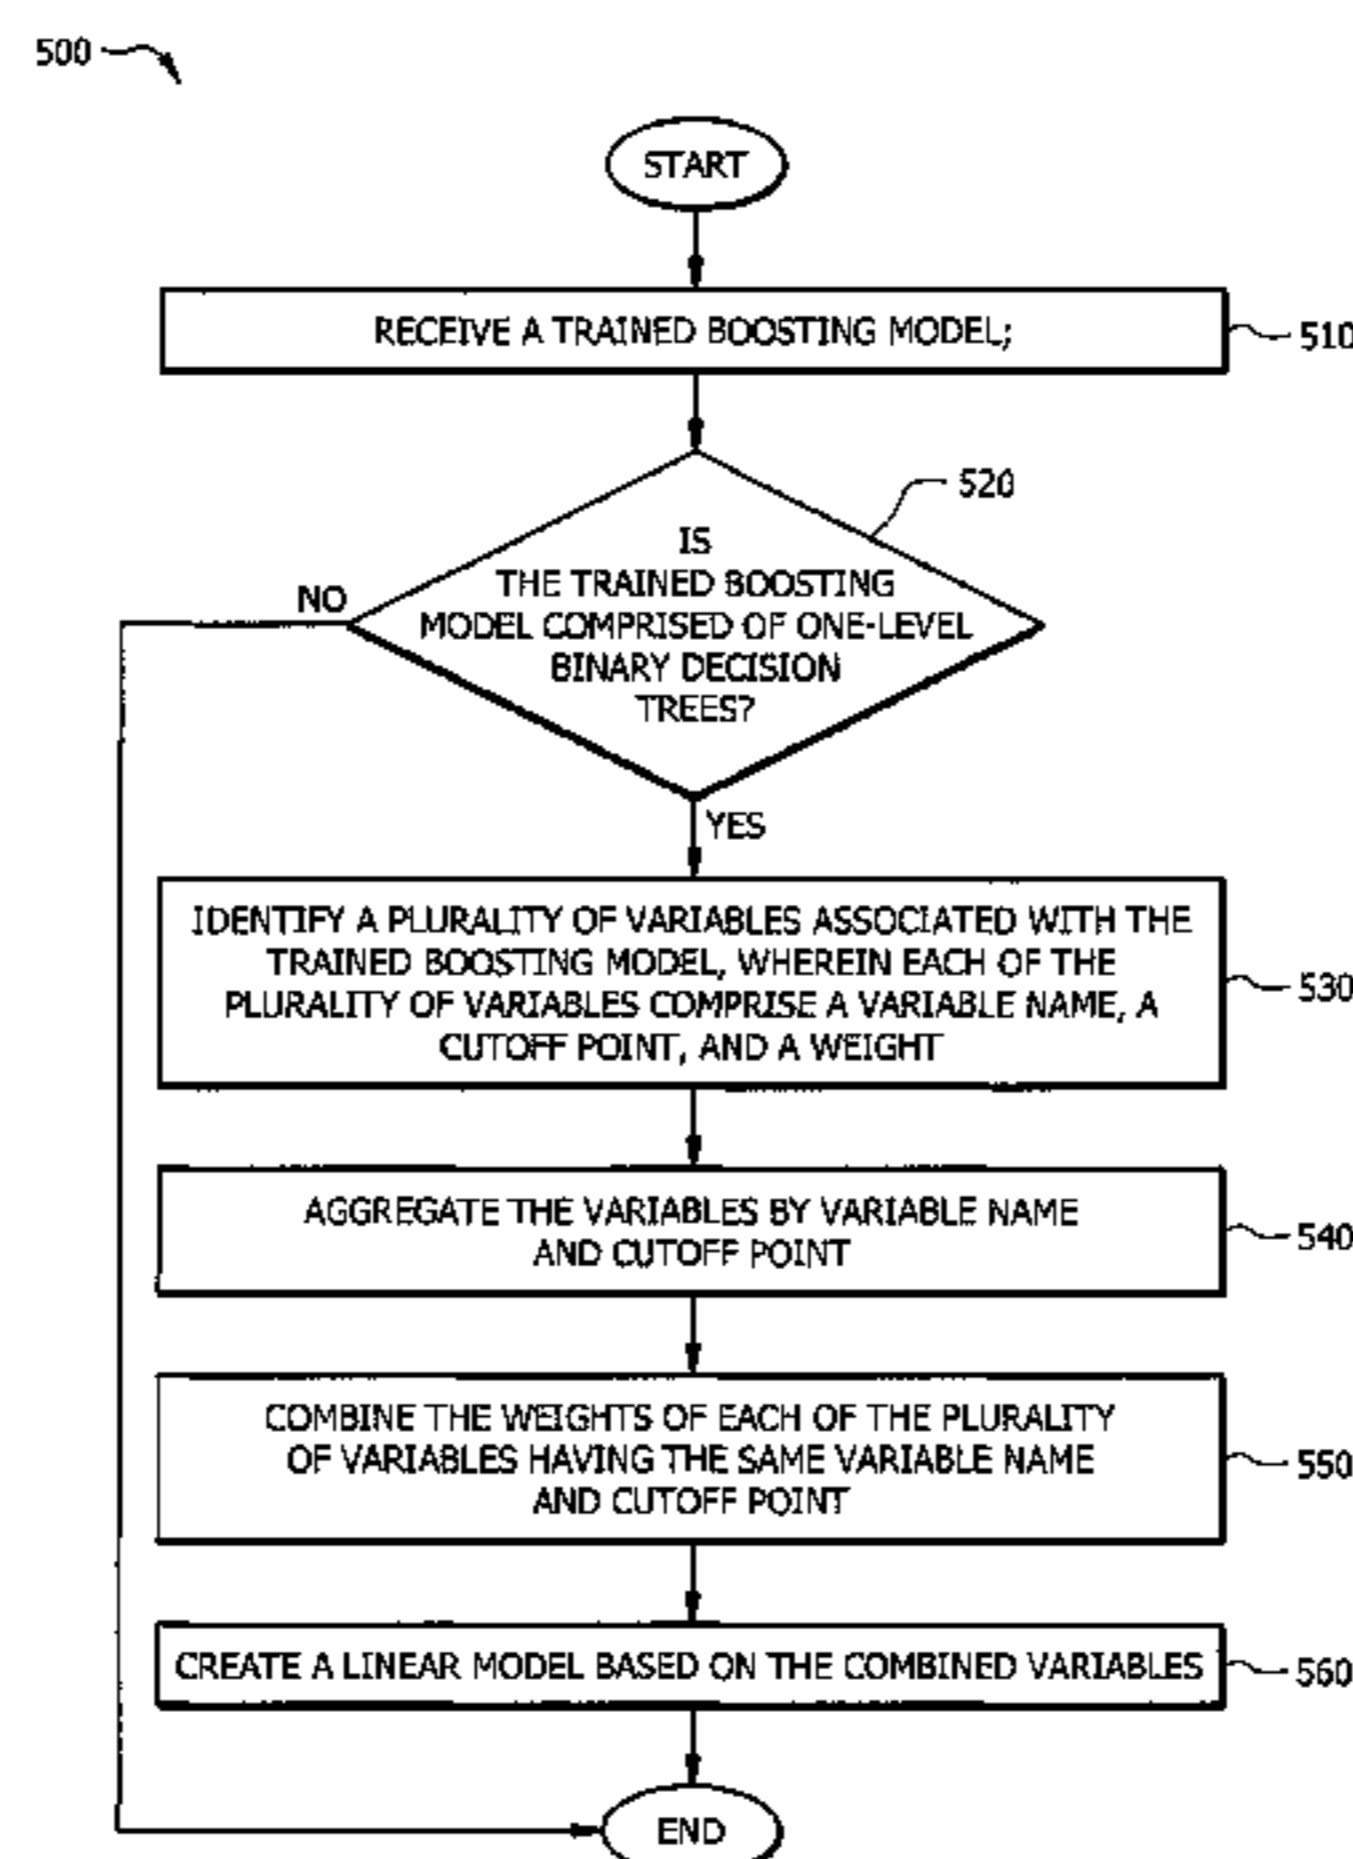 500
START
RECEIVE A TRAINED BOOSTING MODEL;
510
520
IS
THE TRAINED BOOSTING
NO
MODEL COMPRISED OF ONE-LEVEL
BINARY DECISION
TREES?
YES
IDENTIFY A PLURALITY OF VARIABLES ASSOCIATED WITH THE
TRAINED BOOSTING MODEL, WHEREIN EACH OF THE
PLURALITY OF VARIABLES COMPRISE A VARIABLE NAME, A
CUTOFF POINT, AND A WEIGHT
530
AGGREGATE THE VARIABLES BY VARIABLE NAME
AND CUTOFF POINT
540
COMBINE THE WEIGHTS OF EACH OF THE PLURALITY
OF VARIABLES HAVING THE SAME VARIABLE NAME
AND CUTOFF POINT
550
CREATE A LINEAR MODEL BASED ON THE COMBINED VARIABLES
560
END